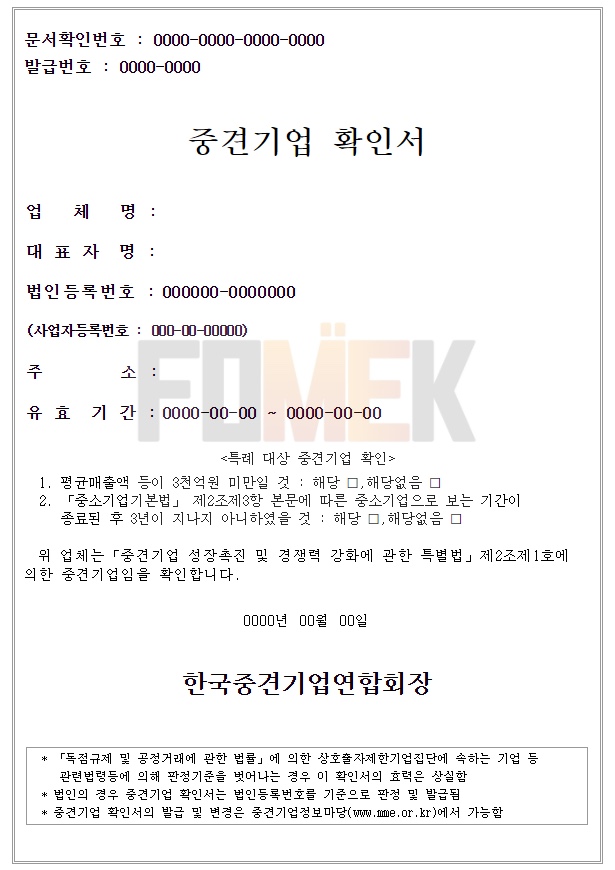 문서확인번호 : 0000-0000-0000-0000
발급번호 : 0000-0000
중견기업 확인서
업 체 명 :
대 표 자 명 :
법인등록번호 : 000000-0000000
(사업자등록번호 : 000-00-00000)
주 소 :
유 효 기 간 : 0000-00-00 ~ 0000-00-00
FOMEK
<특례 대상 중견기업 확인>
1. 평균매출액 등이 3천억원 미만일 것 : 해당 □,해당없음 □
2. 「중소기업기본법」 제2조제3항 본문에 따른 중소기업으로 보는 기간이
종료된 후 3년이 지나지 아니하였을 것 : 해당 □,해당없음 □
위 업체는「중견기업 성장촉진 및 경쟁력 강화에 관한 특별법」제2조제1호에
의한 중견기업임을 확인합니다.
0000년 00월 00일
한국중견기업연합회장
* 「독점규제 및 공정거래에 관한 법률」에 의한 상호출자제한기업집단에 속하는 기업 등
관련법령등에 의해 판정기준을 벗어나는 경우 이 확인서의 효력은 상실함
* 법인의 경우 중견기업 확인서는 법인등록번호를 기준으로 판정 및 발급됨
* 중견기업 확인서의 발급 및 변경은 중견기업정보마당(www.mme.or.kr)에서 가능함